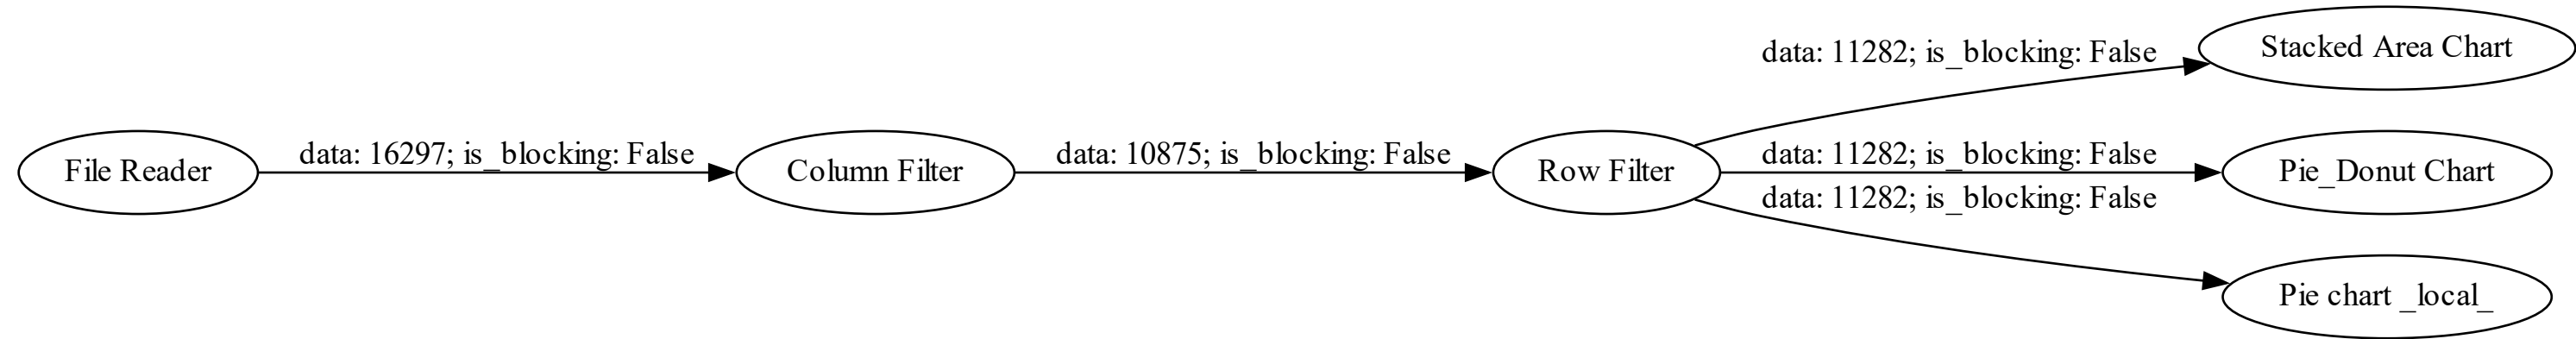 data: 11282; is_blocking: False
Stacked Area Chart
File Reader
data: 16297; is_blocking: False
Column Filter
data: 10875; is_blocking: False
Row Filter
data: 11282; is_blocking: False
Pie_Donut Chart
data: 11282; is_blocking: False
Pie chart _local_